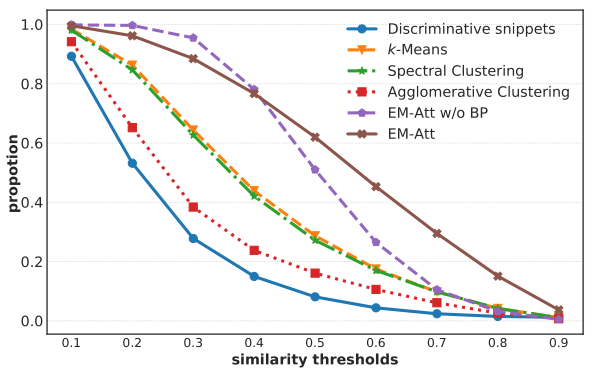 1.0
0.8
0.6
0.4
0.2
0.0
propotion
Discriminative snippets
k-Means
Spectral Clustering
Agglomerative Clustering
EM-Att w/o BP
EM-Att
0.1 0.2 0.3 0.4 0.5 0.6 0.7 0.8 0.9
similarity thresholds